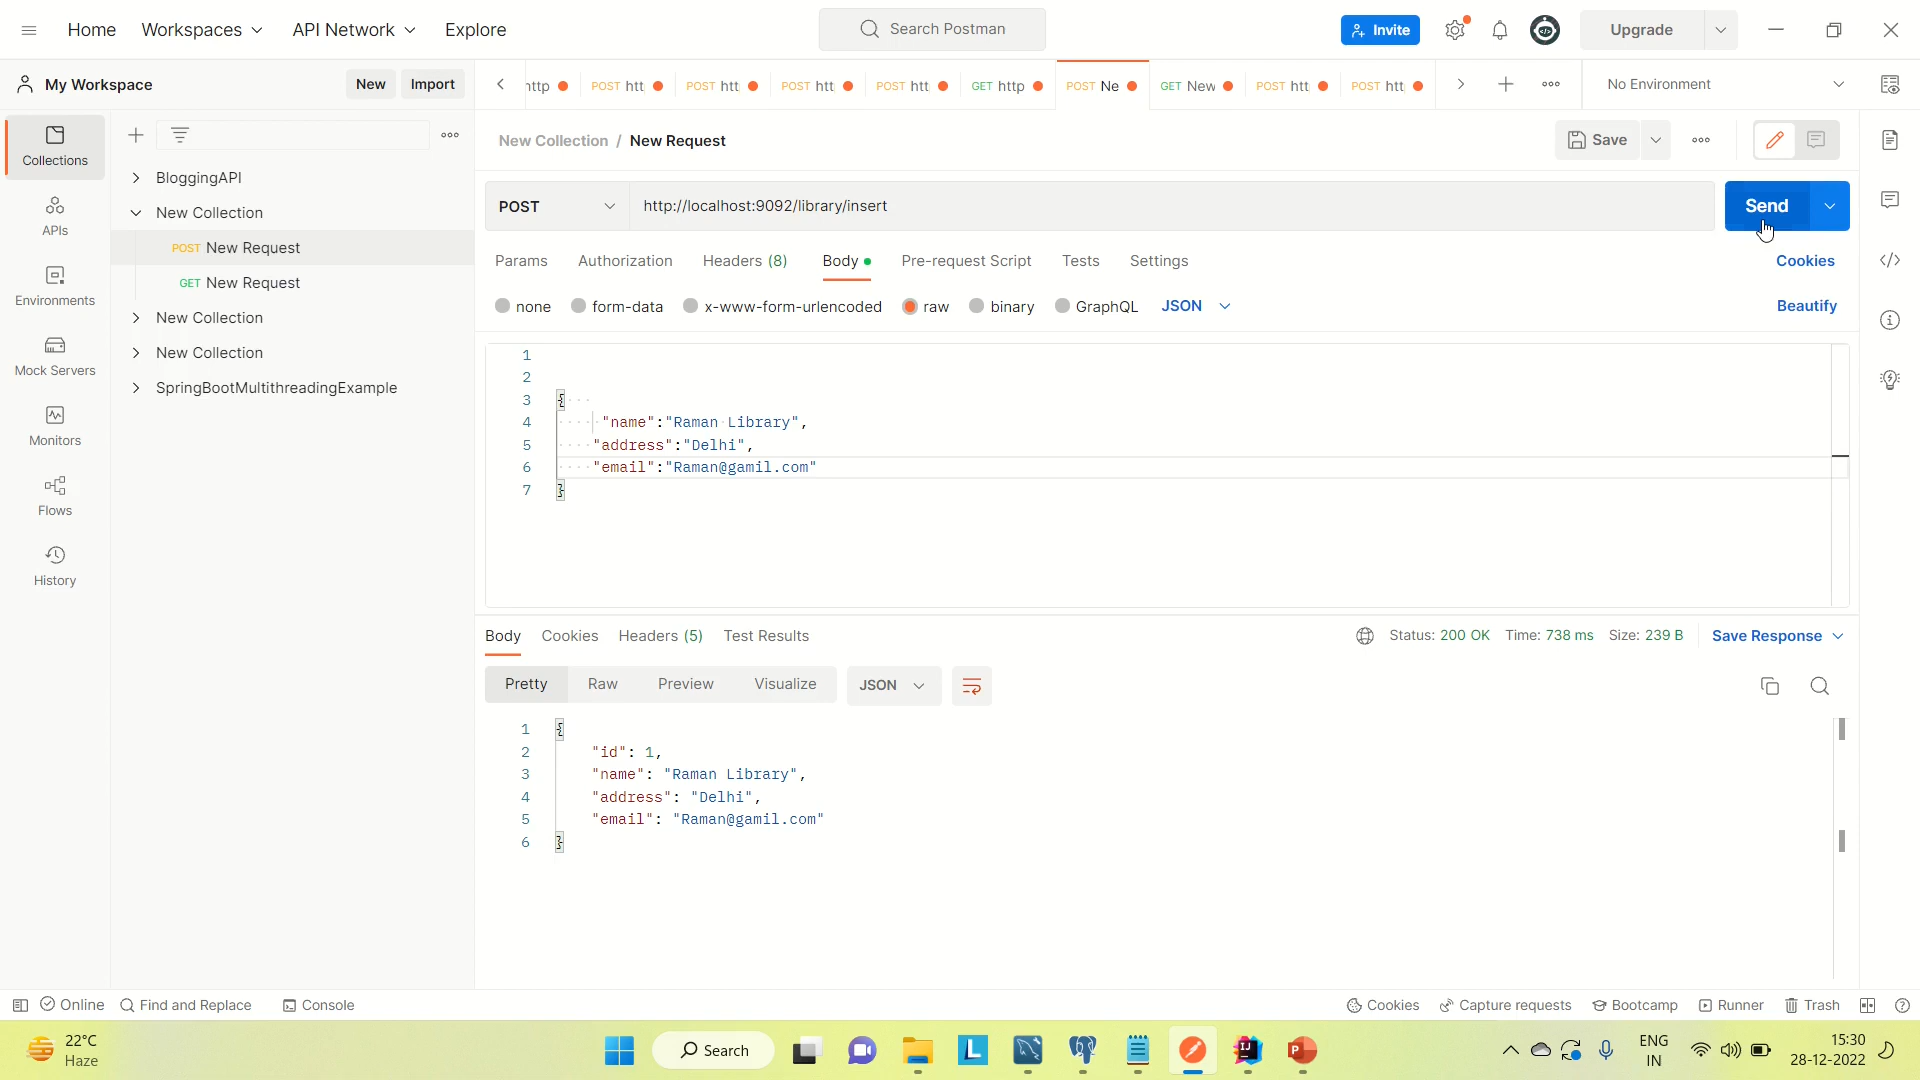 Home Workspaces API Network Explore Search Postman Invite Upgrade
My Workspace New Import
http POST htt POST htt POST htt POST htt GET http POST Ne GET New POST htt POST htt No Environment
Collections
APIs
Environments
Mock Servers
Monitors
Flows
History
BloggingAPI
New Collection
POST New Request
GET New Request
New Collection
New Collection
SpringBootMultithreadingExample
New Collection / New Request Save
POST http://localhost:9092/library/insert Send
Params Authorization Headers (8) Body Pre-request Script Tests Settings Cookies
none form-data x-www-form-urlencoded raw binary GraphQL JSON Beautify
1
2
3 {
4 "name":"Raman Library",
5 "address":"Delhi",
6 "email":"Raman@gamil.com"
7 }
Body Cookies Headers (5) Test Results Status: 200 OK Time: 738 ms Size: 239 B Save Response
Pretty Raw Preview Visualize JSON
1 {
2 "id": 1,
3 "name": "Raman Library",
4 "address": "Delhi",
5 "email": "Raman@gamil.com"
6 }
Online Find and Replace Console Cookies Capture requests Bootcamp Runner Trash
22°C
Haze
Search
L
IJ
P
ENG
IN
15:30
28-12-2022